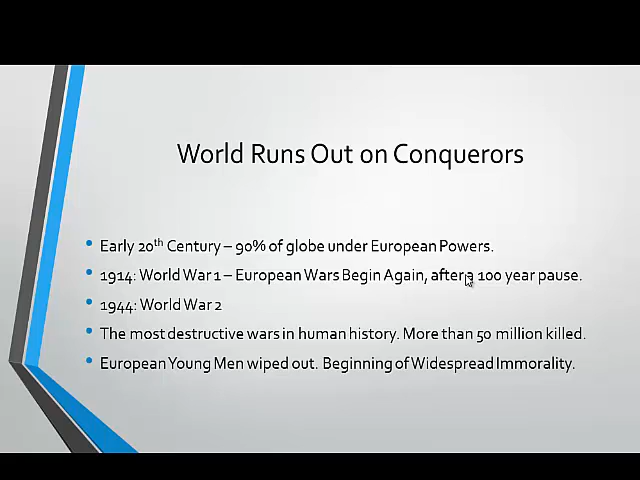 World Runs Out on Conquerors
• Early 20th Century – 90% of globe under European Powers.
• 1914: World War 1 – European Wars Begin Again, after a 100 year pause.
• 1944: World War 2
• The most destructive wars in human history. More than 50 million killed.
• European Young Men wiped out. Beginning of Widespread Immorality.